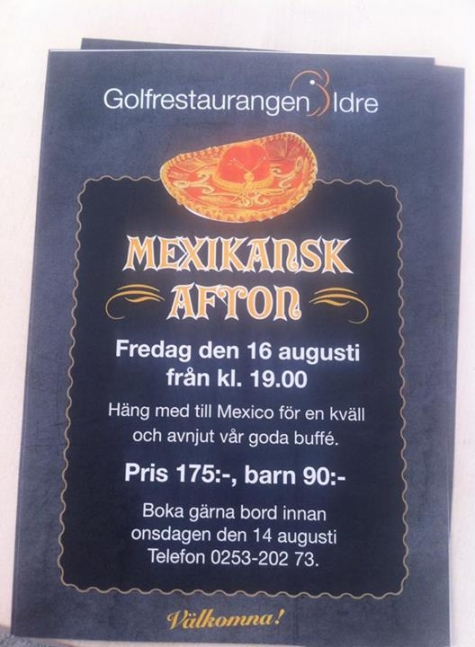 Golfrestaurangen Idre
MEXIKANSK
AFTON
Fredag den 16 augusti
från kl. 19.00
Häng med till Mexico för en kväll
och avnjut vår goda buffé.
Pris 175:-, barn 90:-
Boka gärna bord innan
onsdagen den 14 augusti
Telefon 0253-202 73.
Välkomna!